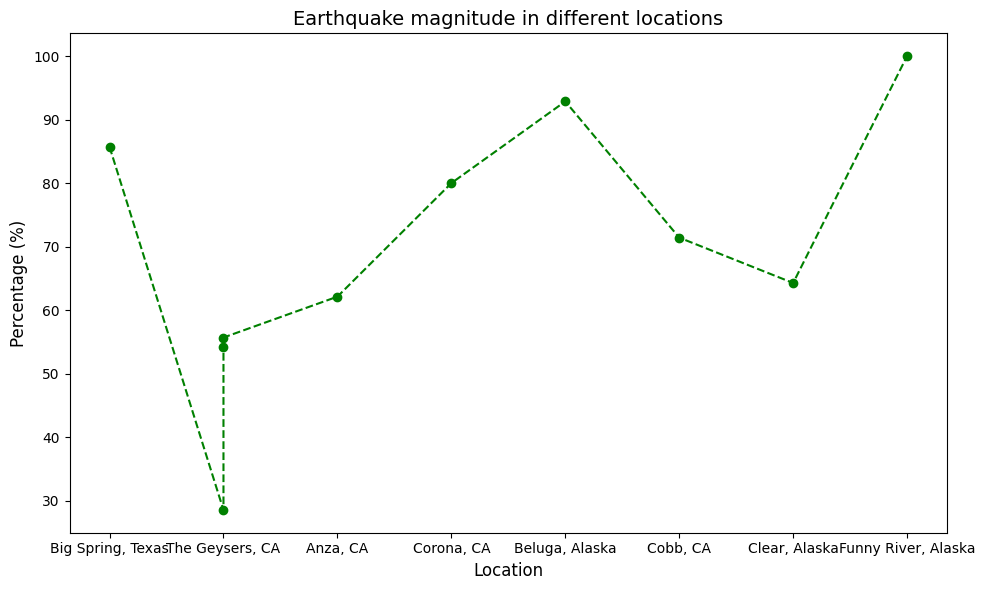 Earthquake magnitude in different locations
Percentage (%)
100
90
80
70
60
50
40
30
Big Spring, Texas
The Geysers, CA
Anza, CA
Corona, CA
Beluga, Alaska
Cobb, CA
Clear, Alaska
Funny River, Alaska
Location